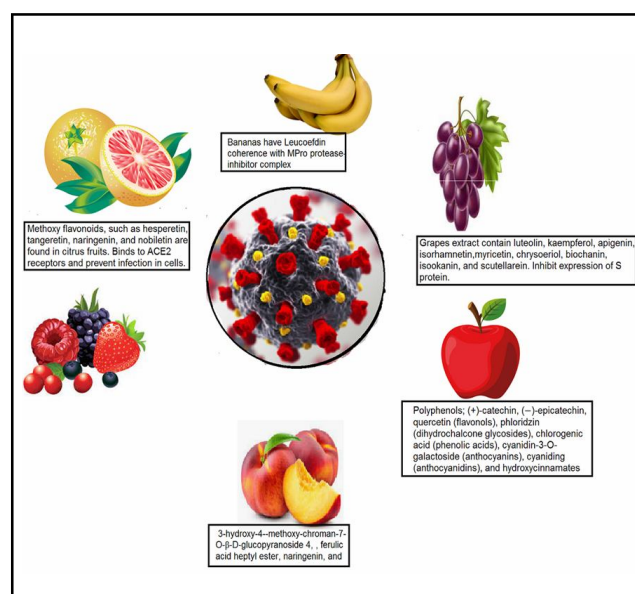 Bananas have Leucoefdin
coherence with MPro protease-
inhibitor complex
Methoxy flavonoids, such as hesperetin,
tangeretin, naringenin, and nobiletin are
found in citrus fruits. Binds to ACE2
receptors and prevent infection in cells.
Grapes extract contain luteolin, kaempferol, apigenin,
isorhamnetin,myricetin, chrysoeriol, biochanin,
isookanin, and scutellarein. Inhibit expression of S
protein.
Polyphenols; (+)-catechin, (−)-epicatechin,
quercetin (flavonols), phloridzin
(dihydrochalcone glycosides), chlorogenic
acid (phenolic acids), cyanidin-3-O-
galactoside (anthocyanins), cyaniding
(anthocyanidins), and hydroxycinnamates
3-hydroxy-4--methoxy-chroman-7-
O-β-D-glucopyranoside 4, , ferulic
acid heptyl ester, naringenin, and